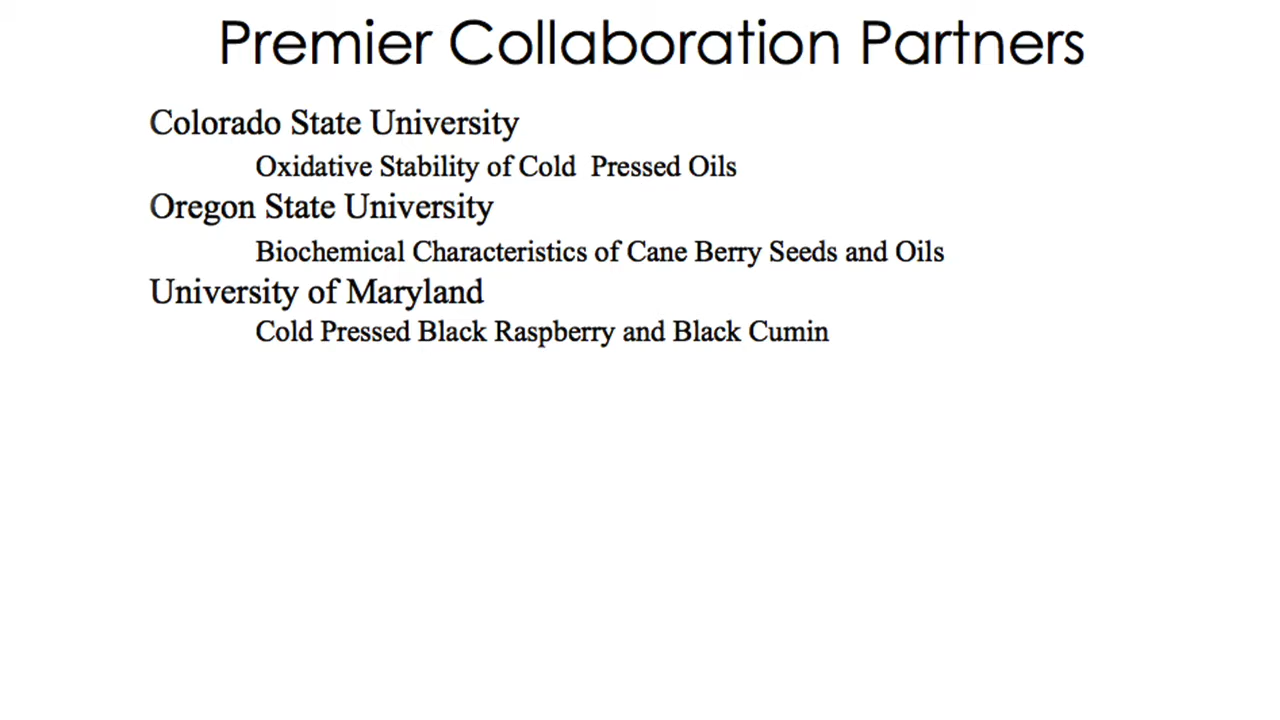 Premier Collaboration Partners
Colorado State University
Oxidative Stability of Cold  Pressed Oils
Oregon State University
Biochemical Characteristics of Cane Berry Seeds and Oils
University of Maryland
Cold Pressed Black Raspberry and Black Cumin